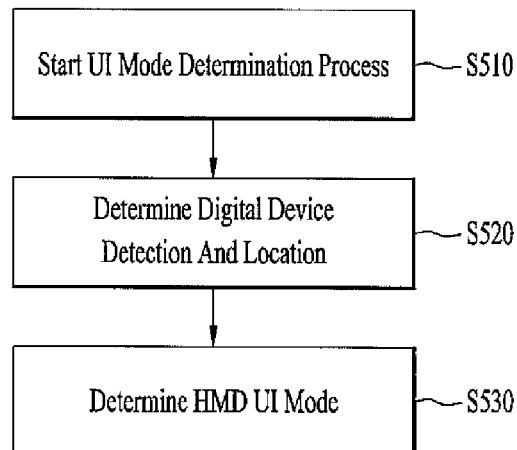 Start UI Mode Determination Process
S510
Determine Digital Device
Detection And Location
S520
Determine HMD UI Mode
S530